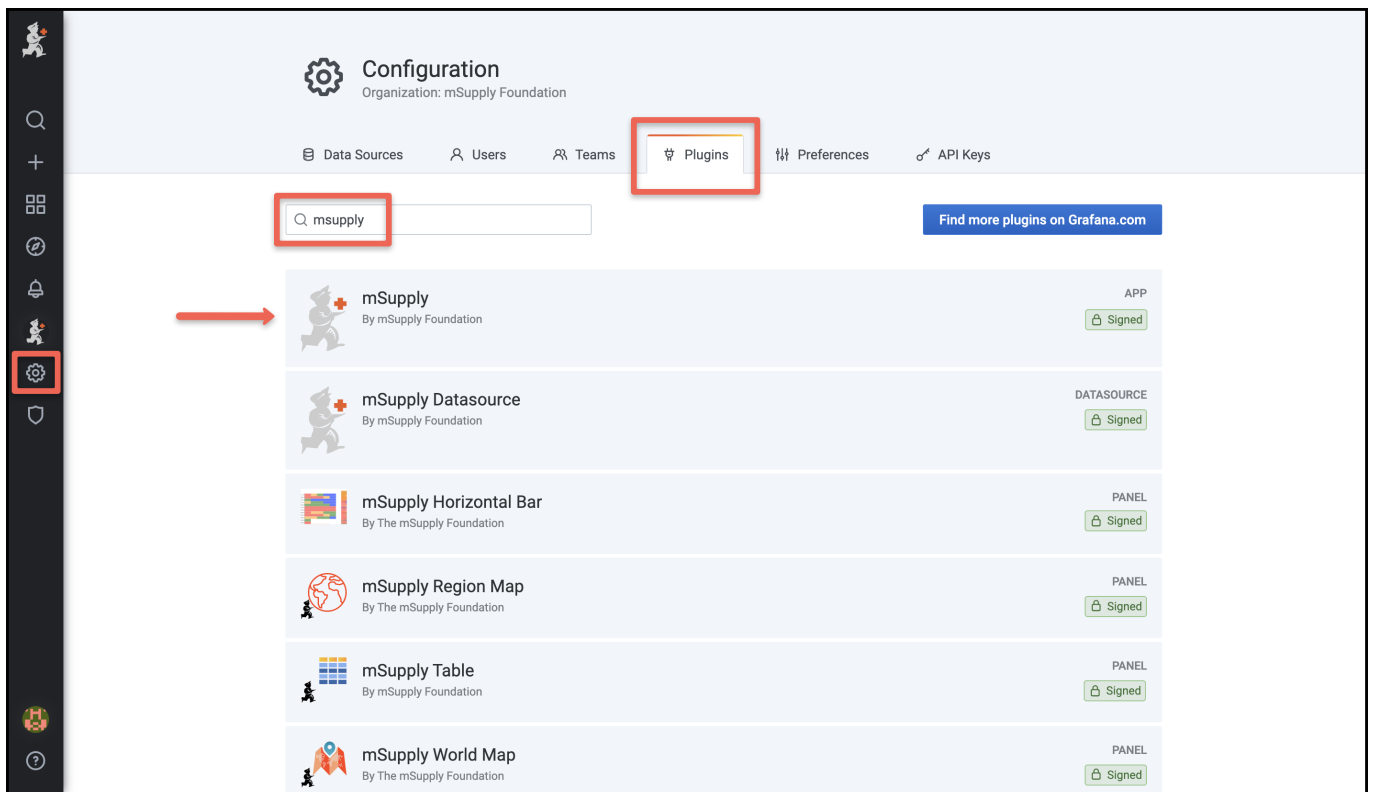 Configuration
Organization: mSupply Foundation
Data Sources Users Teams Plugins Preferences API Keys
msupply
Find more plugins on Grafana.com
mSupply
By mSupply Foundation
APP
Signed
mSupply Datasource
By mSupply Foundation
DATASOURCE
Signed
mSupply Horizontal Bar
By The mSupply Foundation
PANEL
Signed
mSupply Region Map
By The mSupply Foundation
PANEL
Signed
mSupply Table
By mSupply Foundation
PANEL
Signed
mSupply World Map
By The mSupply Foundation
PANEL
Signed